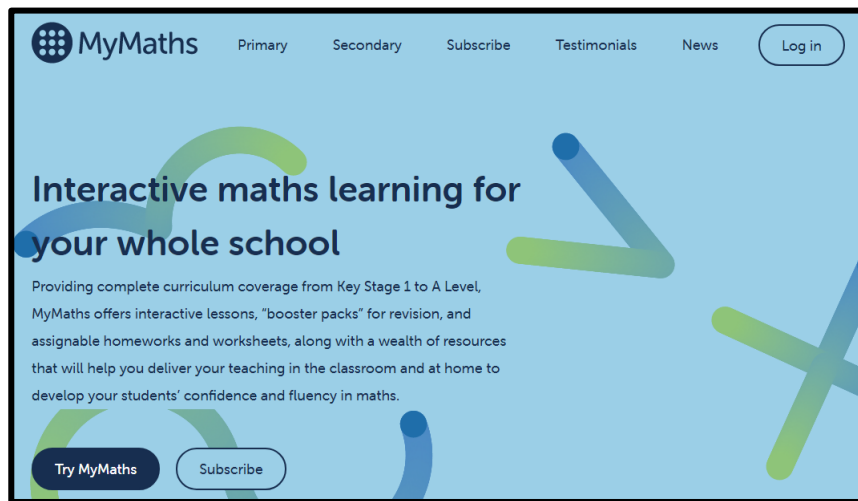 MyMaths Primary Secondary Subscribe Testimonials News Log in
Interactive maths learning for
your whole school
Providing complete curriculum coverage from Key Stage 1 to A Level,
MyMaths offers interactive lessons, “booster packs” for revision, and
assignable homeworks and worksheets, along with a wealth of resources
that will help you deliver your teaching in the classroom and at home to
develop your students’ confidence and fluency in maths.
Try MyMaths Subscribe